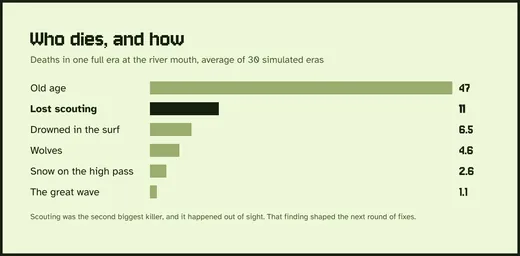 Who dies, and how
Deaths in one full era at the river mouth, average of 30 simulated eras
Old age 47
Lost scouting 11
Drowned in the surf 6.5
Wolves 4.6
Snow on the high pass 2.6
The great wave 1.1
Scouting was the second biggest killer, and it happened out of sight. That finding shaped the next round of fixes.